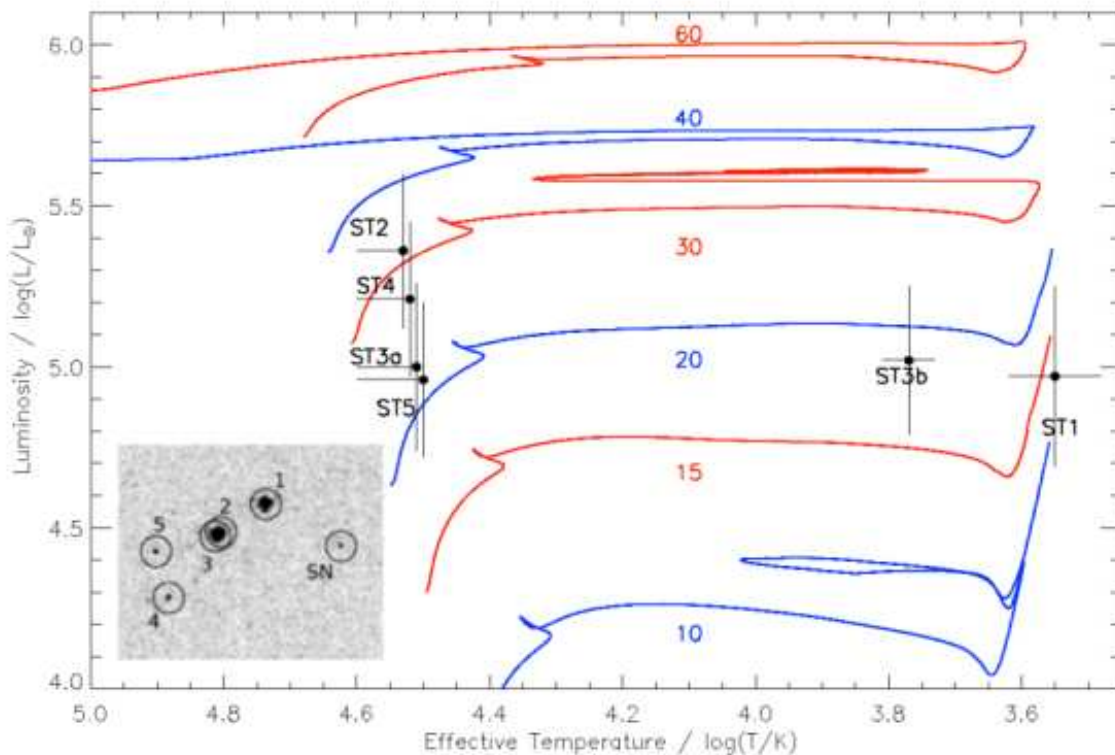 60
6.0
40
5.5
ST2
30
ST4
ST3a
20
5.0
ST5
ST3b
ST1
15
4.5
10
4.0
1
2
5
3
SN
4
5.0 4.8 4.6 4.4 4.2 4.0 3.8 3.6
Effective Temperature / log(T/K)
Luminosity / log(L/L⊙)